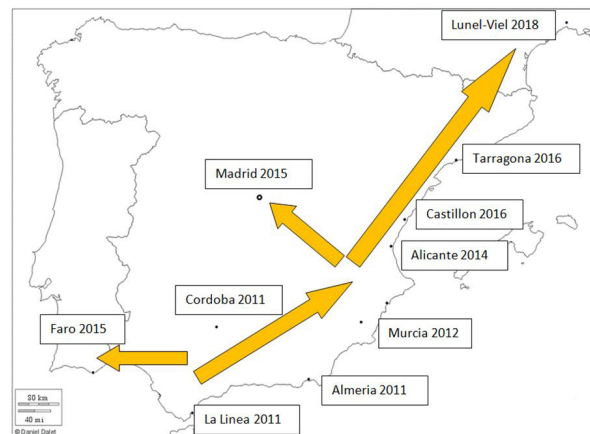 Lunel-Viel 2018
Tarragona 2016
Madrid 2015
Castillon 2016
Alicante 2014
Cordoba 2011
Faro 2015
Murcia 2012
Almeria 2011
La Linea 2011
80 km
40 mi
© Daniel Dalet